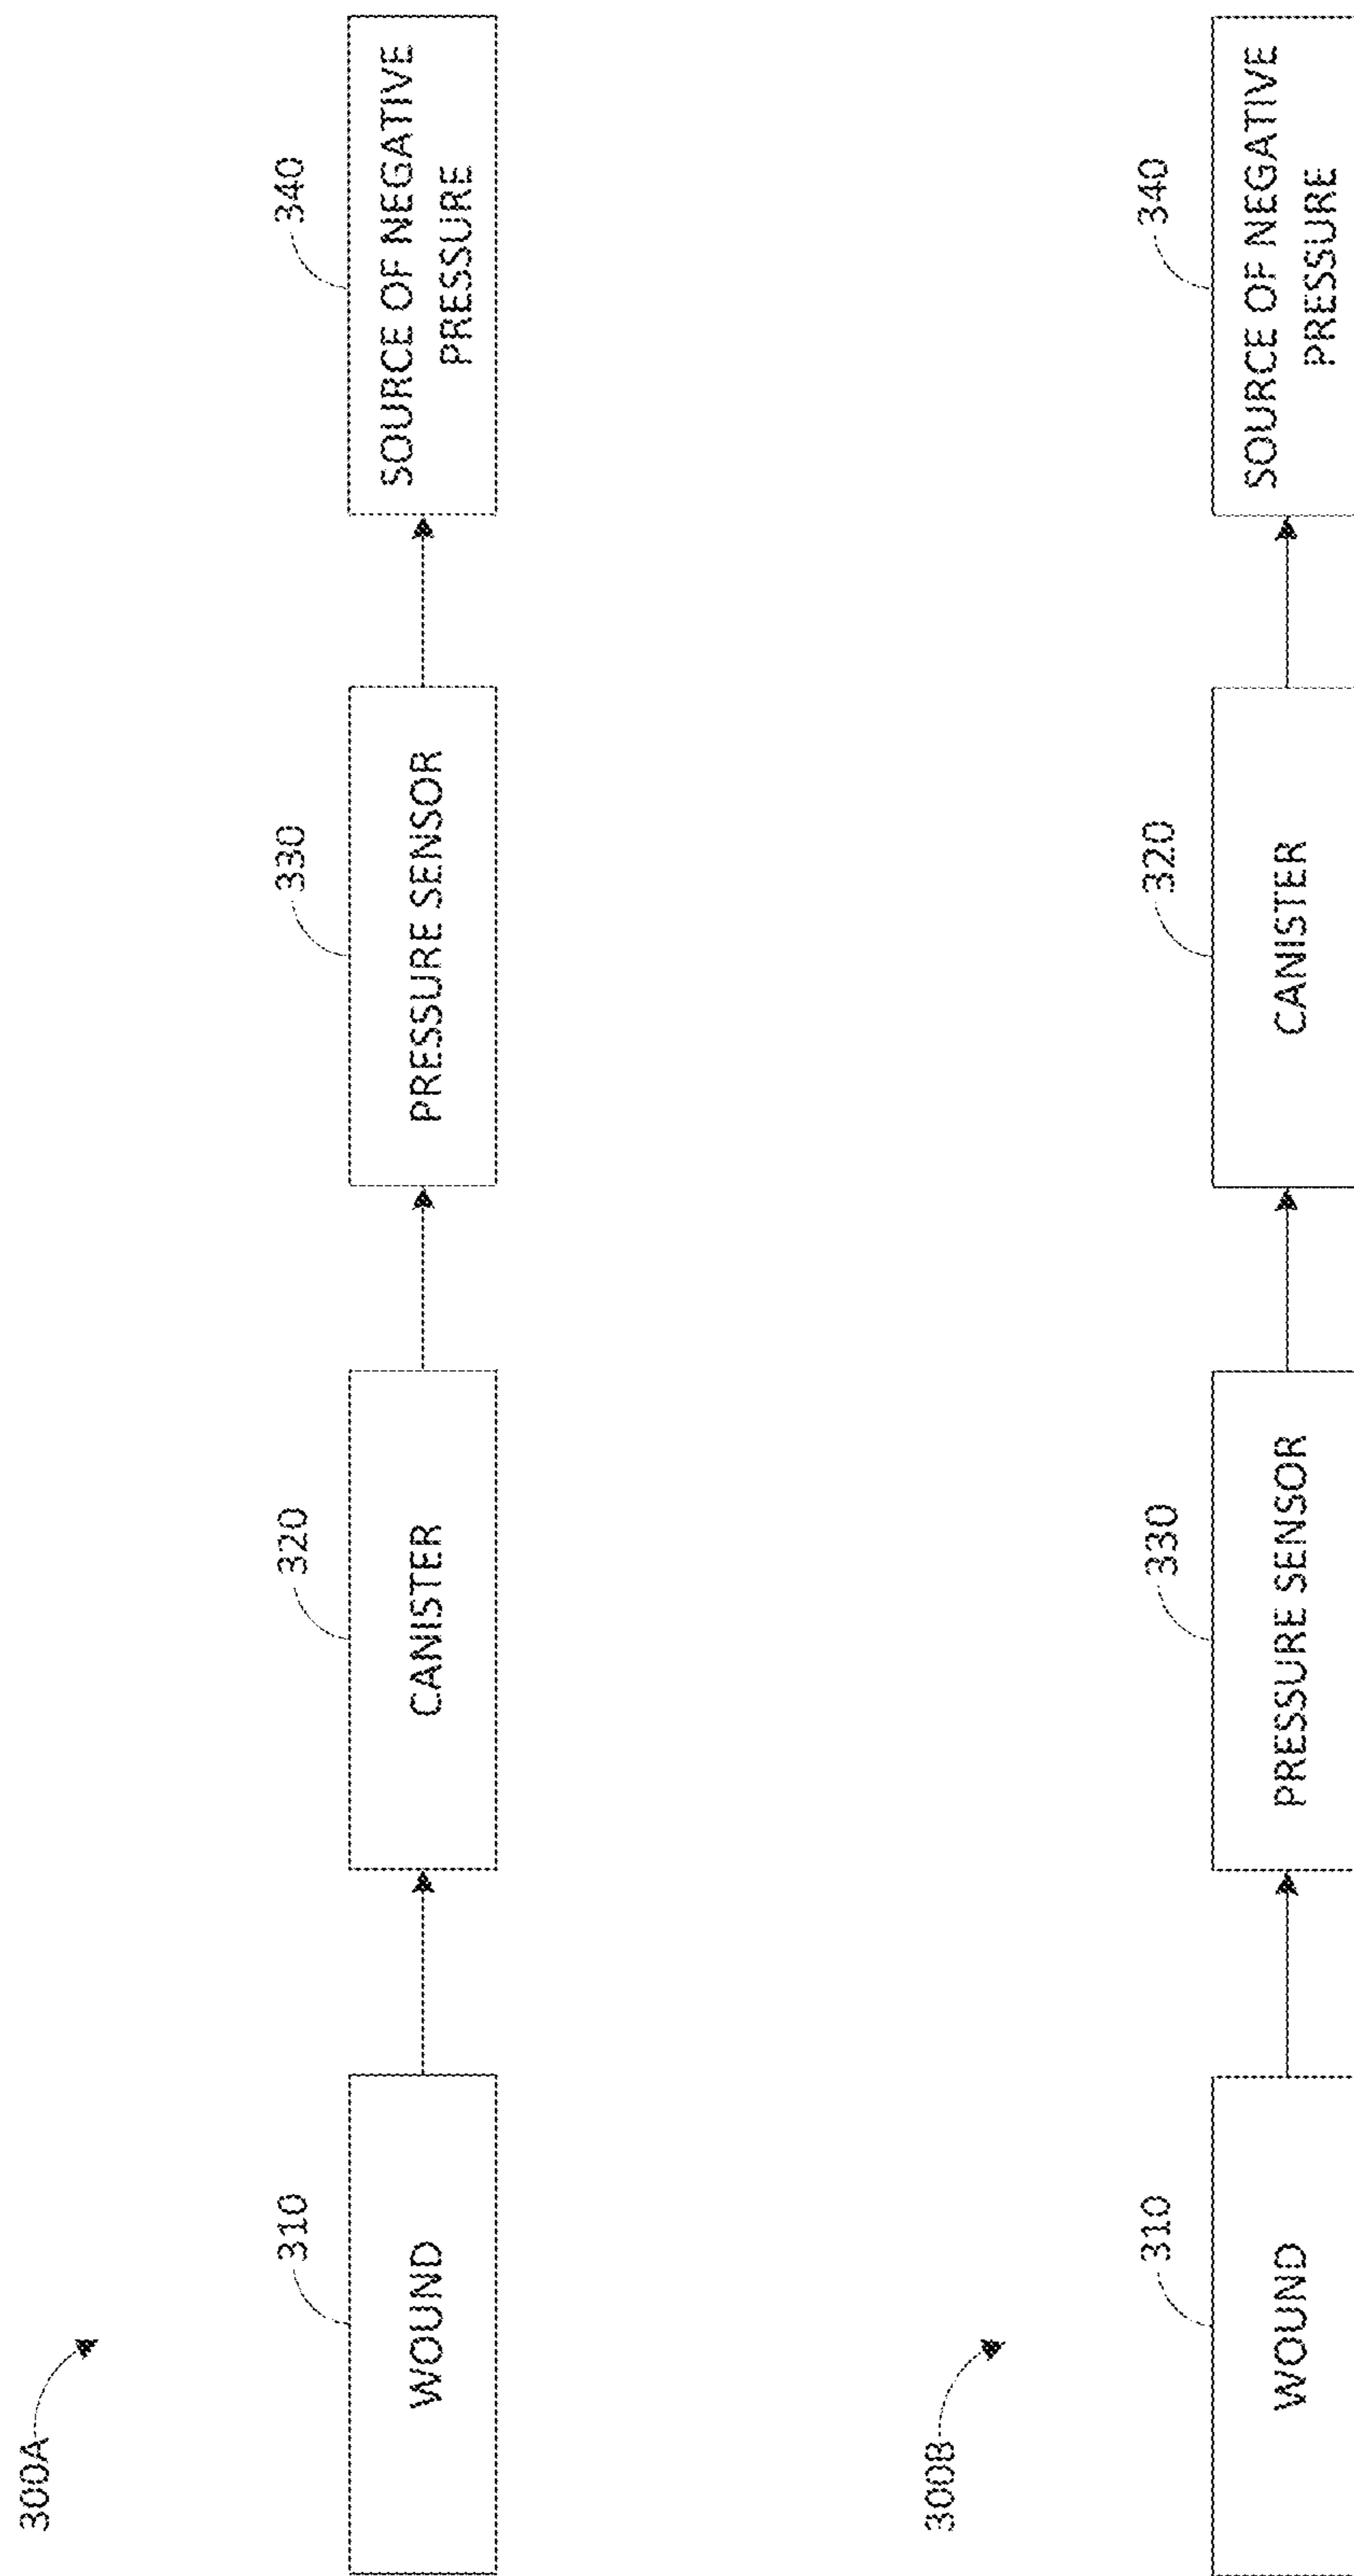 300A
310
320
330
340
WOUND
CANISTER
PRESSURE SENSOR
SOURCE OF NEGATIVE
PRESSURE
300B
310
330
320
340
WOUND
PRESSURE SENSOR
CANISTER
SOURCE OF NEGATIVE
PRESSURE